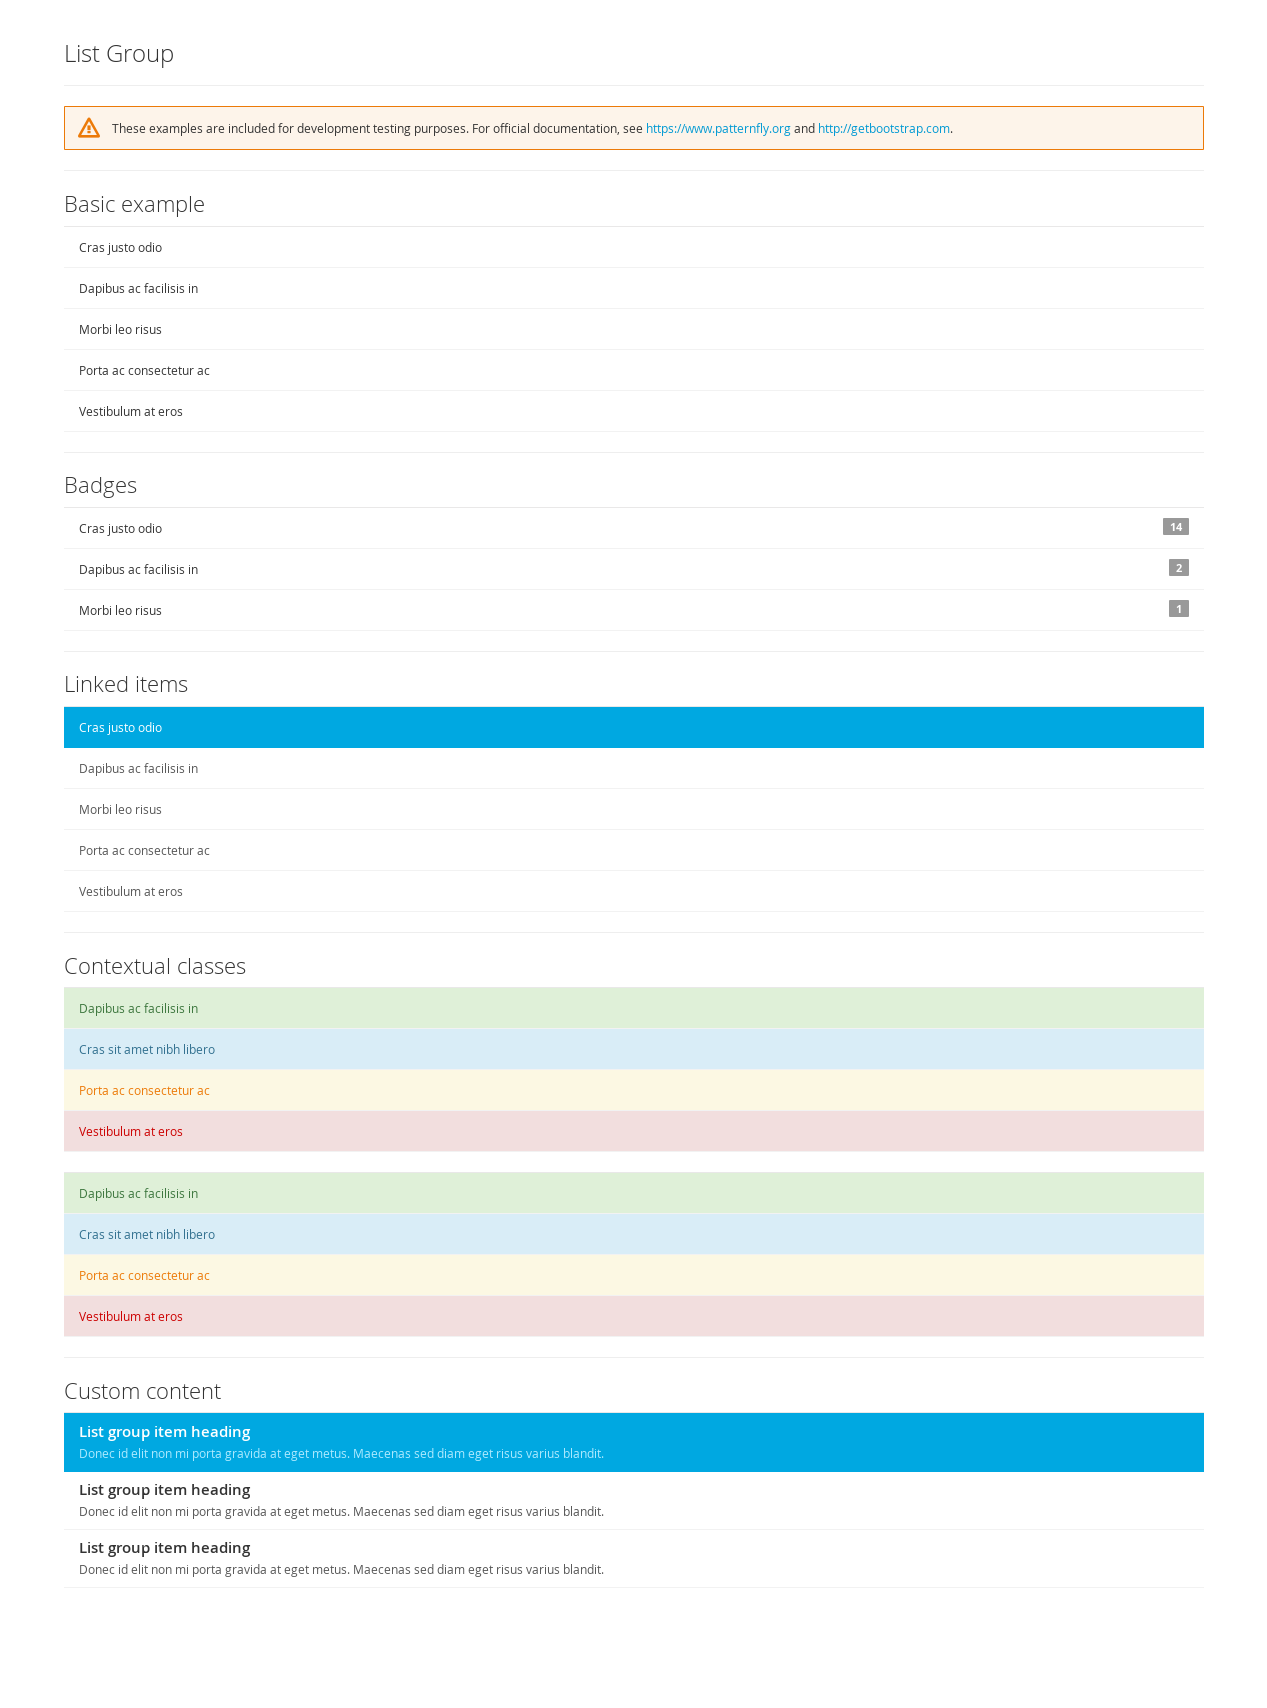 List Group
These examples are included for development testing purposes. For official documentation, see https://www.patternfly.org and http://getbootstrap.com.
Basic example
Cras justo odio
Dapibus ac facilisis in
Morbi leo risus
Porta ac consectetur ac
Vestibulum at eros
Badges
Cras justo odio 14
Dapibus ac facilisis in 2
Morbi leo risus 1
Linked items
Cras justo odio
Dapibus ac facilisis in
Morbi leo risus
Porta ac consectetur ac
Vestibulum at eros
Contextual classes
Dapibus ac facilisis in
Cras sit amet nibh libero
Porta ac consectetur ac
Vestibulum at eros
Dapibus ac facilisis in
Cras sit amet nibh libero
Porta ac consectetur ac
Vestibulum at eros
Custom content
List group item heading
Donec id elit non mi porta gravida at eget metus. Maecenas sed diam eget risus varius blandit.
List group item heading
Donec id elit non mi porta gravida at eget metus. Maecenas sed diam eget risus varius blandit.
List group item heading
Donec id elit non mi porta gravida at eget metus. Maecenas sed diam eget risus varius blandit.